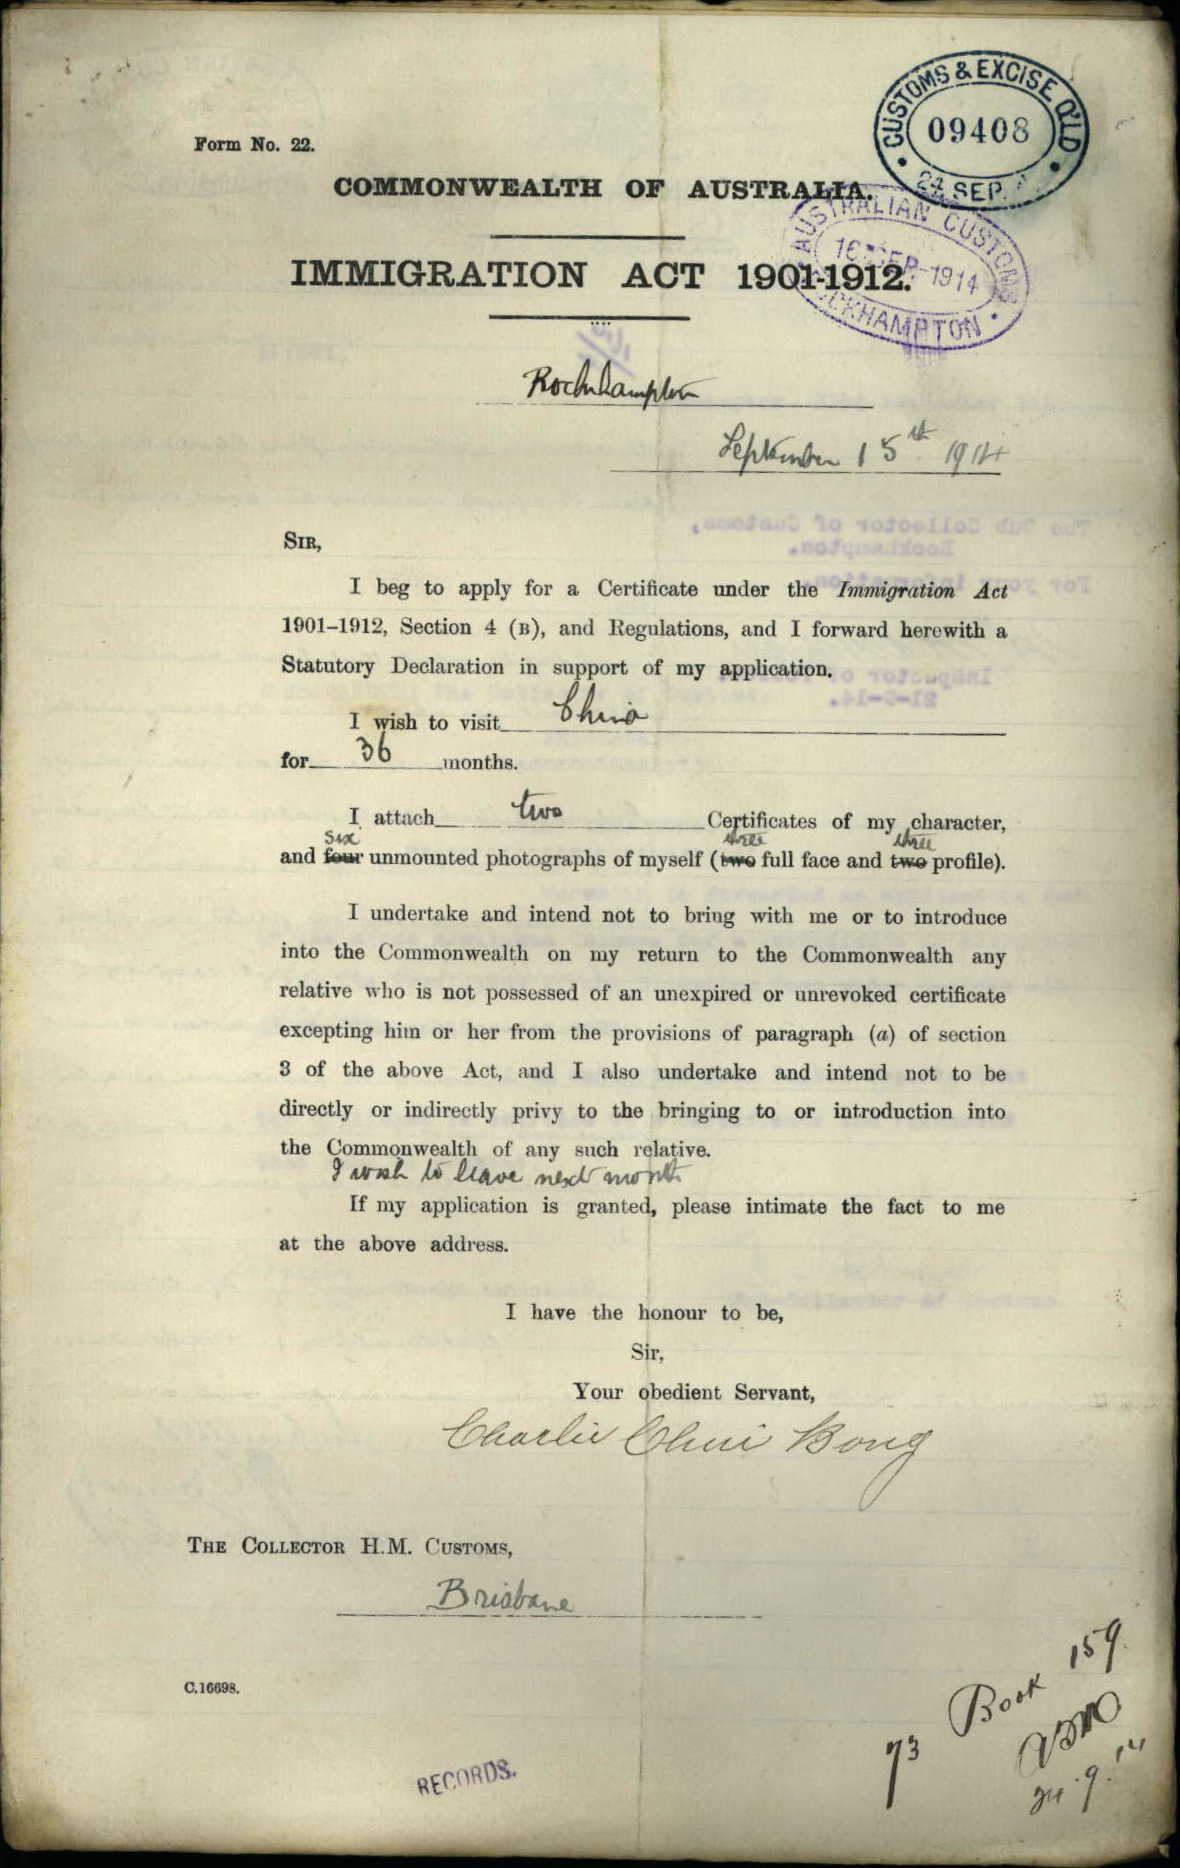 CUSTOMS & EXCISE Q'LD
09408
24 SEP.
Form No. 22.
COMMONWEALTH OF AUSTRALIA.
AUSTRALIAN CUSTOMS
16 SEP 1914
ROCKHAMPTON
IMMIGRATION ACT 1901-1912.
Rockhampton
September 15th 1914
SIR,
I beg to apply for a Certificate under the Immigration Act
1901–1912, Section 4 (B), and Regulations, and I forward herewith a
Statutory Declaration in support of my application.
I wish to visit China
for 36 months.
I attach two Certificates of my character,
six three three
and four unmounted photographs of myself (two full face and two profile).
I undertake and intend not to bring with me or to introduce
into the Commonwealth on my return to the Commonwealth any
relative who is not possessed of an unexpired or unrevoked certificate
excepting him or her from the provisions of paragraph (a) of section
3 of the above Act, and I also undertake and intend not to be
directly or indirectly privy to the bringing to or introduction into
the Commonwealth of any such relative.
I wish to leave next month
If my application is granted, please intimate the fact to me
at the above address.
I have the honour to be,
Sir,
Your obedient Servant,
Charlie Chui Bong
THE COLLECTOR H.M. CUSTOMS,
Brisbane
C.16698.
73 Book 159.
24.9.14
RECORDS.